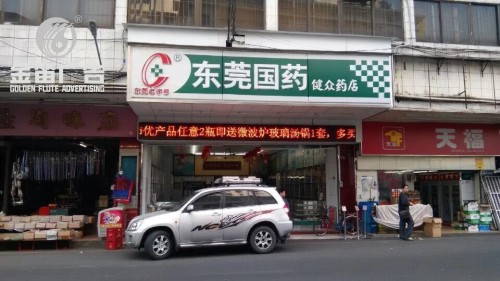 金笛广告
GOLDEN FLUTE ADVERTISING
东莞国药
健众药店
东莞老字号
优产品任意2瓶即送微波炉玻璃汤锅1套，多买
天福